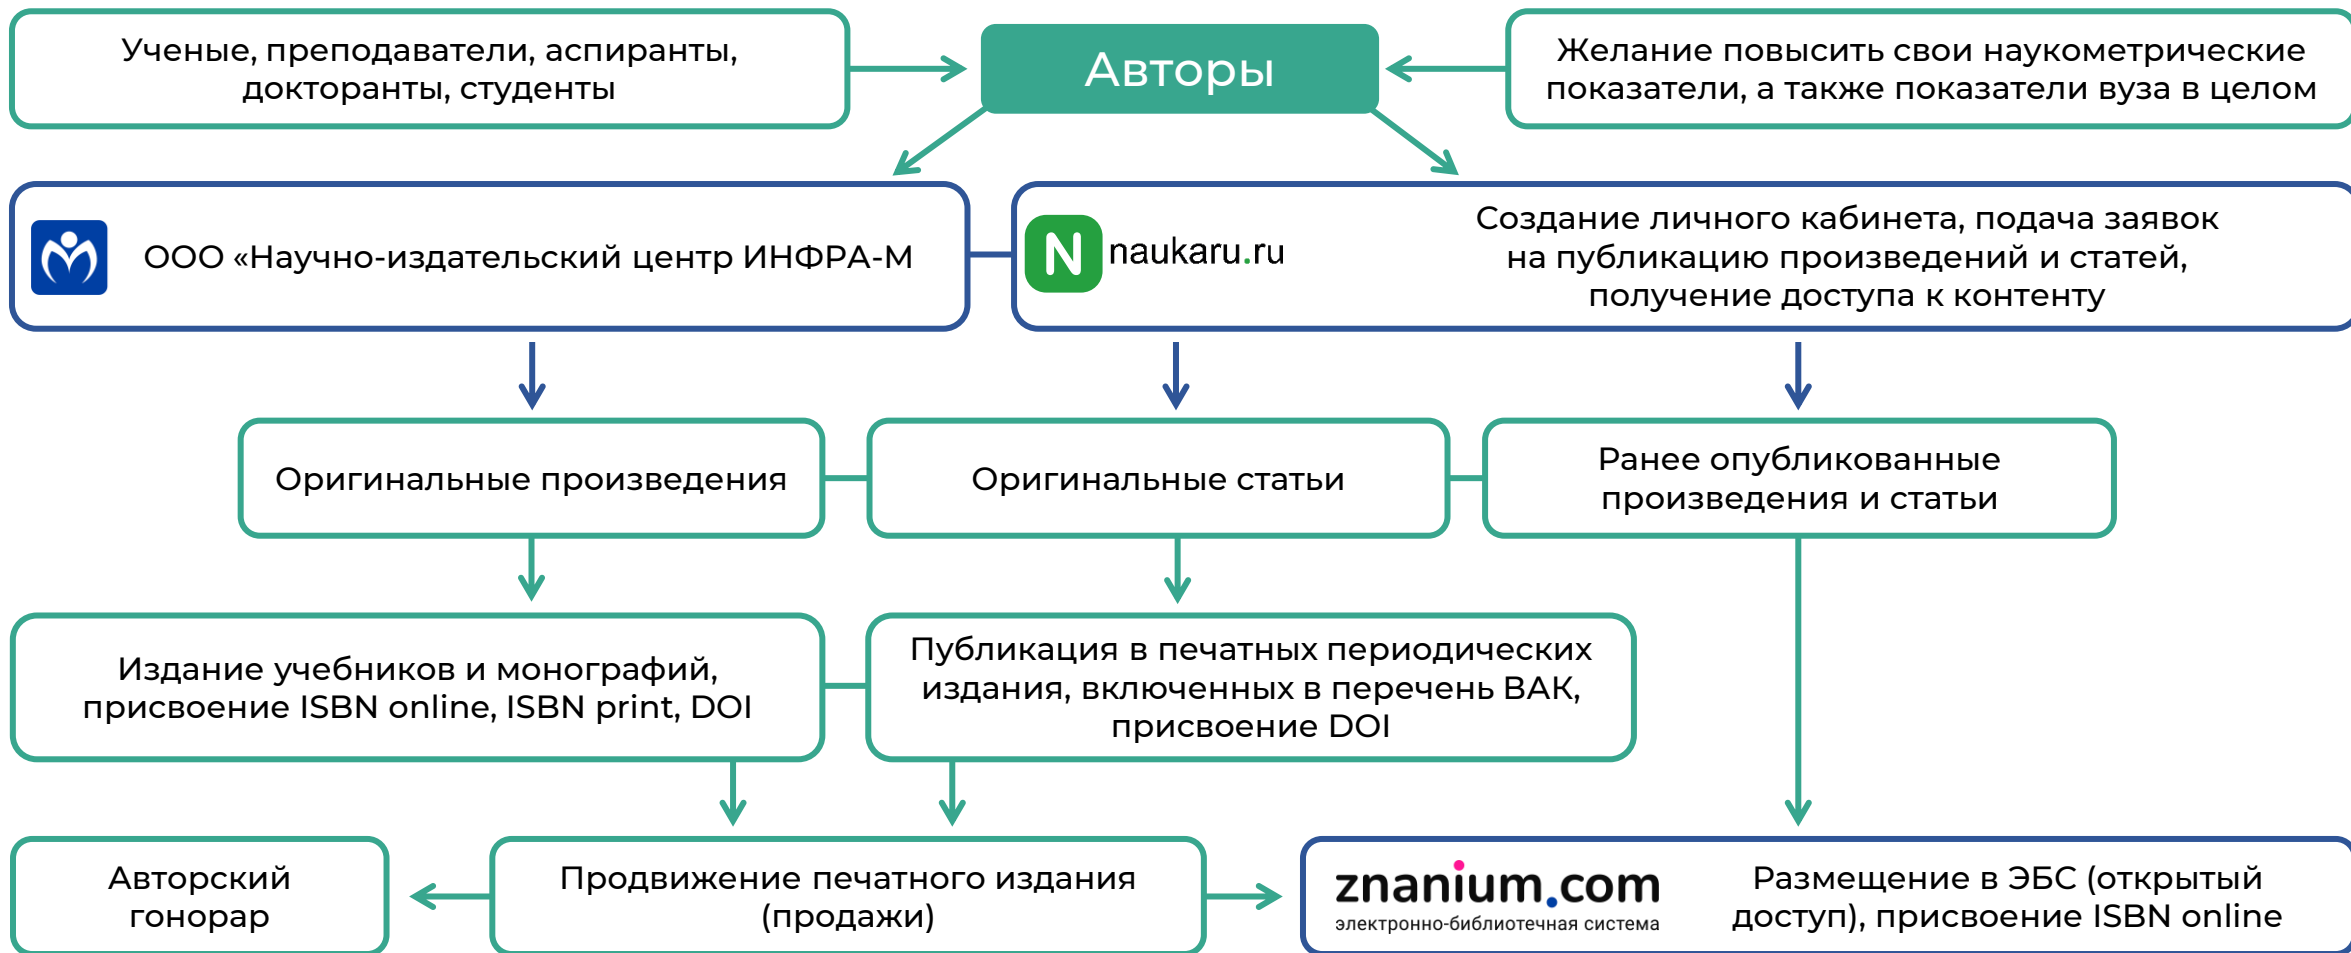 Ученые, преподаватели, аспиранты,
докторанты, студенты
Авторы
Желание повысить свои наукометрические
показатели, а также показатели вуза в целом
ООО «Научно-издательский центр ИНФРА-М
N naukaru.ru
Создание личного кабинета, подача заявок
на публикацию произведений и статей,
получение доступа к контенту
Оригинальные произведения
Оригинальные статьи
Ранее опубликованные
произведения и статьи
Издание учебников и монографий,
присвоение ISBN online, ISBN print, DOI
Публикация в печатных периодических
издания, включенных в перечень ВАК,
присвоение DOI
Авторский
гонорар
Продвижение печатного издания
(продажи)
znanium.com
электронно-библиотечная система
Размещение в ЭБС (открытый
доступ), присвоение ISBN online